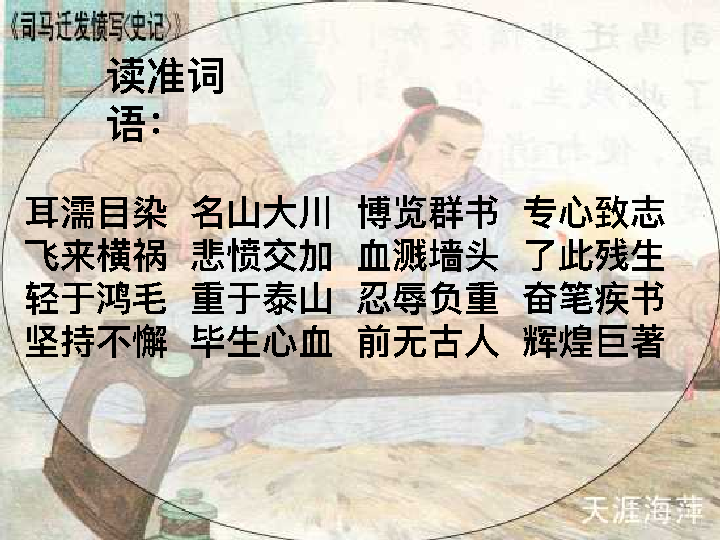 《司马迁发愤写《史记》》
读准词
语：
耳濡目染 名山大川 博览群书 专心致志
飞来横祸 悲愤交加 血溅墙头 了此残生
轻于鸿毛 重于泰山 忍辱负重 奋笔疾书
坚持不懈 毕生心血 前无古人 辉煌巨著
天涯海萍